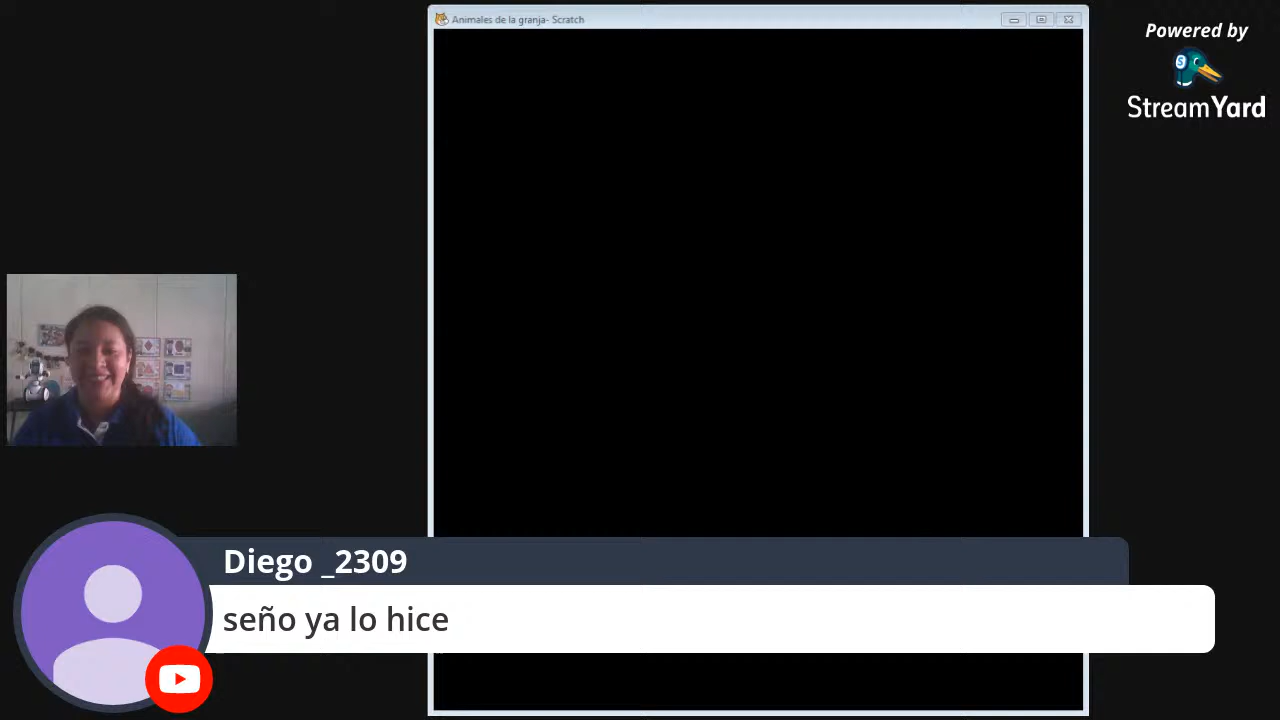 Animales de la granja- Scratch
Powered by
StreamYard
Diego _2309
seño ya lo hice